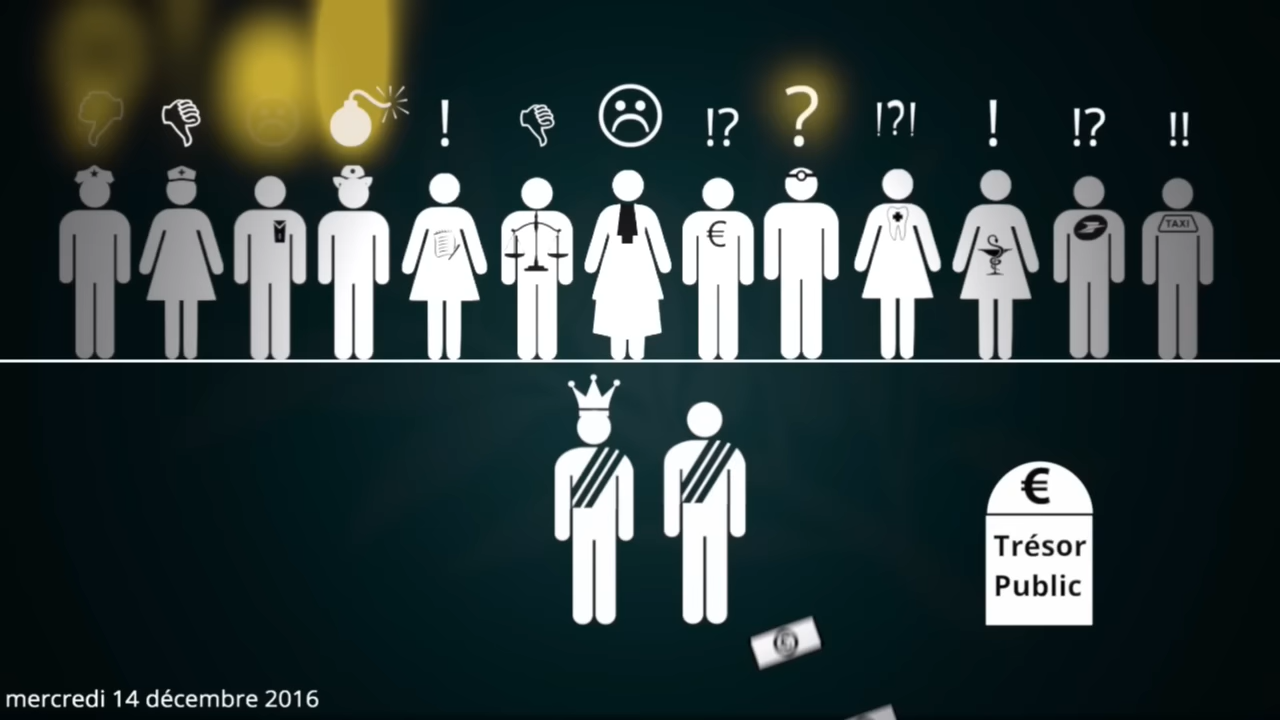 ! !? ? !?! ! !? !!
€
TAXI
€
Trésor
Public
mercredi 14 décembre 2016